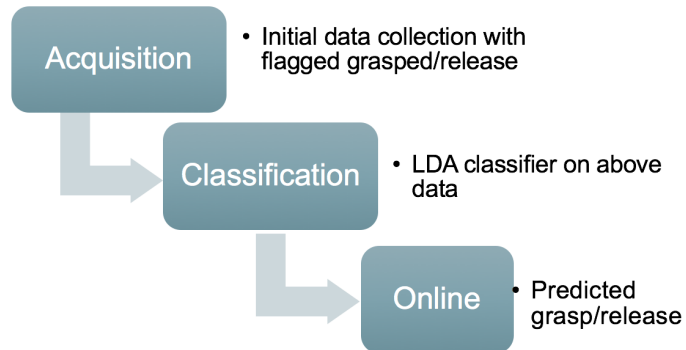 Acquisition
• Initial data collection with
flagged grasped/release
Classification
• LDA classifier on above
data
Online
• Predicted
grasp/release